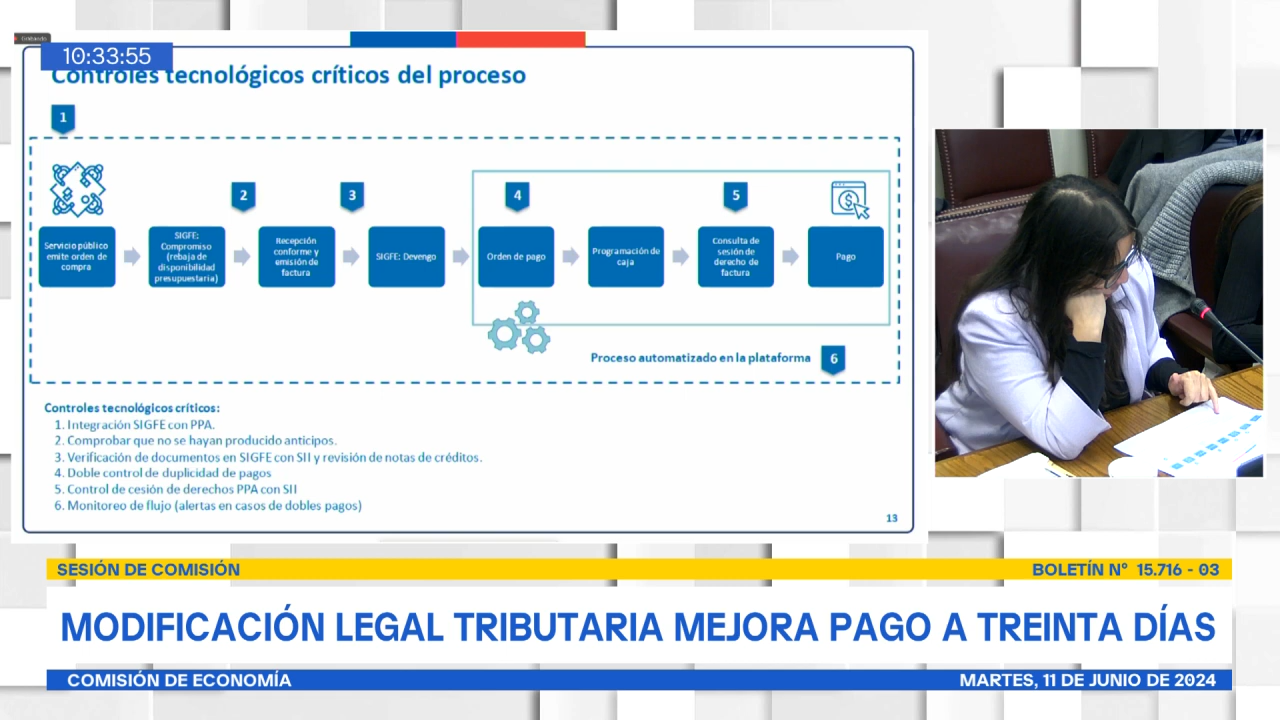 10:33:55
Controles tecnológicos críticos del proceso
1
2
3
4
5
Servicio público
emite orden de
compra
SIGFE:
Compromiso
(rebaja de
disponibilidad
presupuestaria)
Recepción
conforme y
emisión de
factura
SIGFE: Devengo
Orden de pago
Programación de
caja
Consulta de
sesión de
derecho de
factura
Pago
Proceso automatizado en la plataforma
6
Controles tecnológicos críticos:
1. Integración SIGFE con PPA.
2. Comprobar que no se hayan producido anticipos.
3. Verificación de documentos en SIGFE con SII y revisión de notas de créditos.
4. Doble control de duplicidad de pagos
5. Control de cesión de derechos PPA con SII
6. Monitoreo de flujo (alertas en casos de dobles pagos)
13
SESIÓN DE COMISIÓN
BOLETÍN N° 15.716 - 03
MODIFICACIÓN LEGAL TRIBUTARIA MEJORA PAGO A TREINTA DÍAS
COMISIÓN DE ECONOMÍA
MARTES, 11 DE JUNIO DE 2024